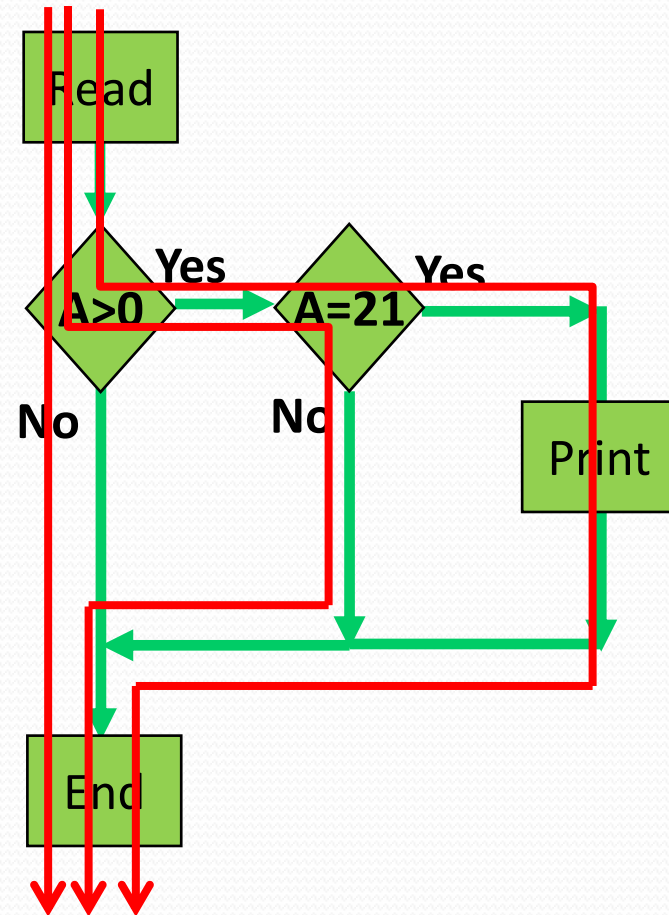 Read
Yes
Yes
A>0
A=21
No
No
Print
End